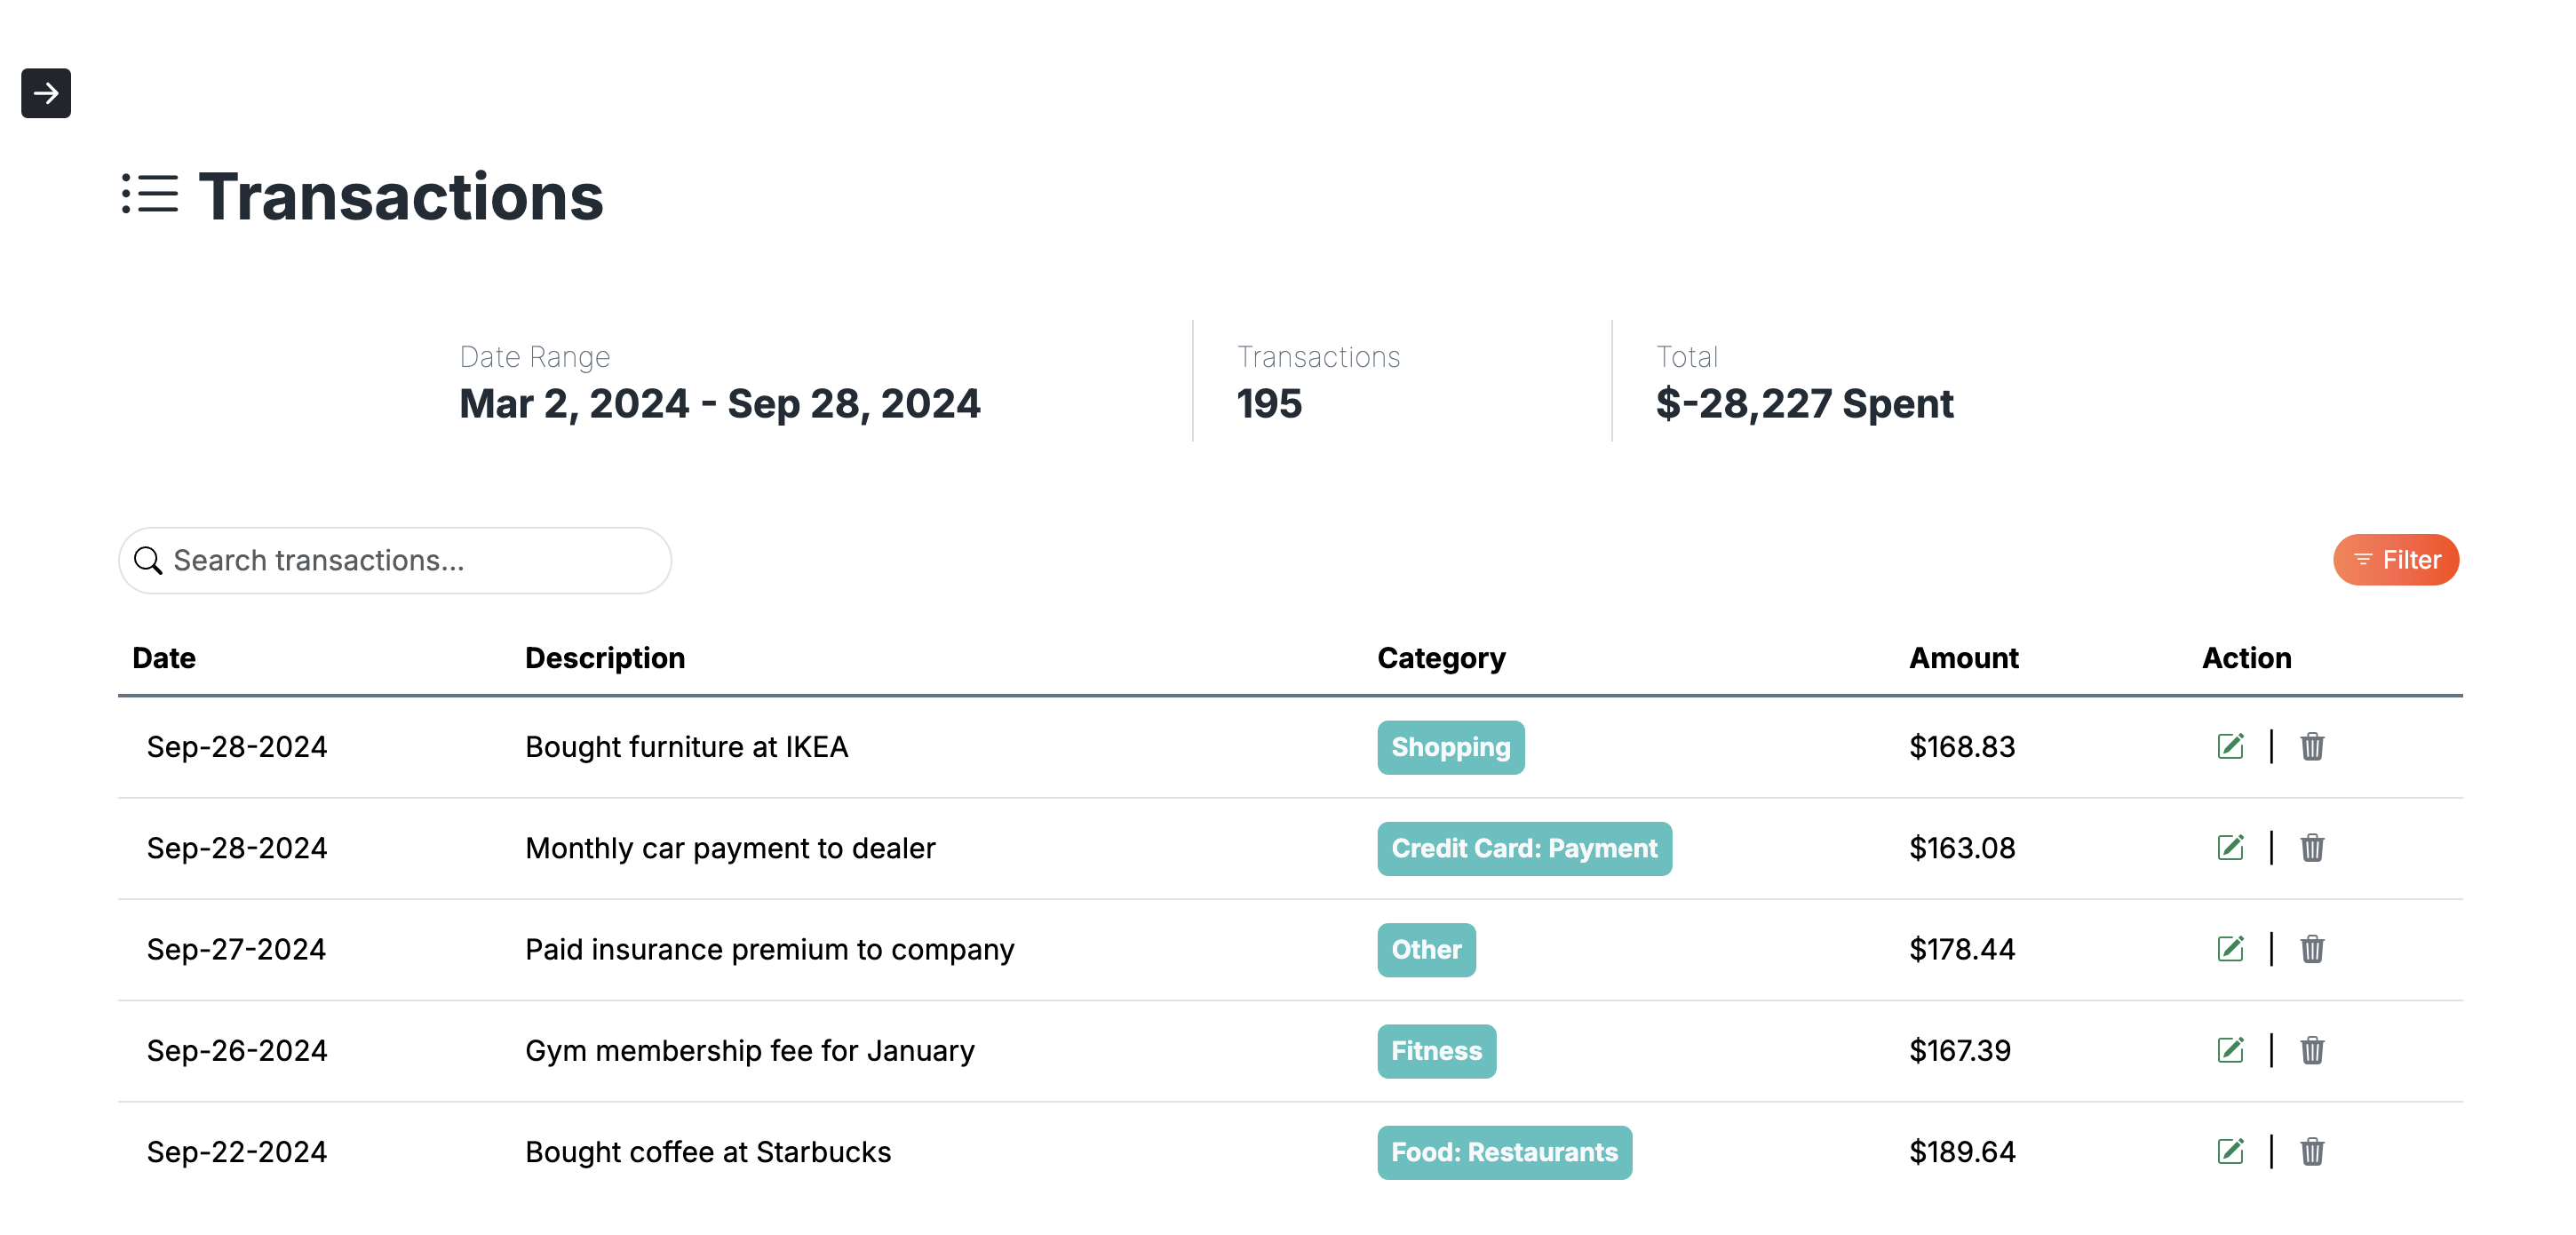 Transactions
Date Range
Mar 2, 2024 - Sep 28, 2024
Transactions
195
Total
$-28,227 Spent
Search transactions...
Filter
Date Description Category Amount Action
Sep-28-2024 Bought furniture at IKEA Shopping $168.83
Sep-28-2024 Monthly car payment to dealer Credit Card: Payment $163.08
Sep-27-2024 Paid insurance premium to company Other $178.44
Sep-26-2024 Gym membership fee for January Fitness $167.39
Sep-22-2024 Bought coffee at Starbucks Food: Restaurants $189.64